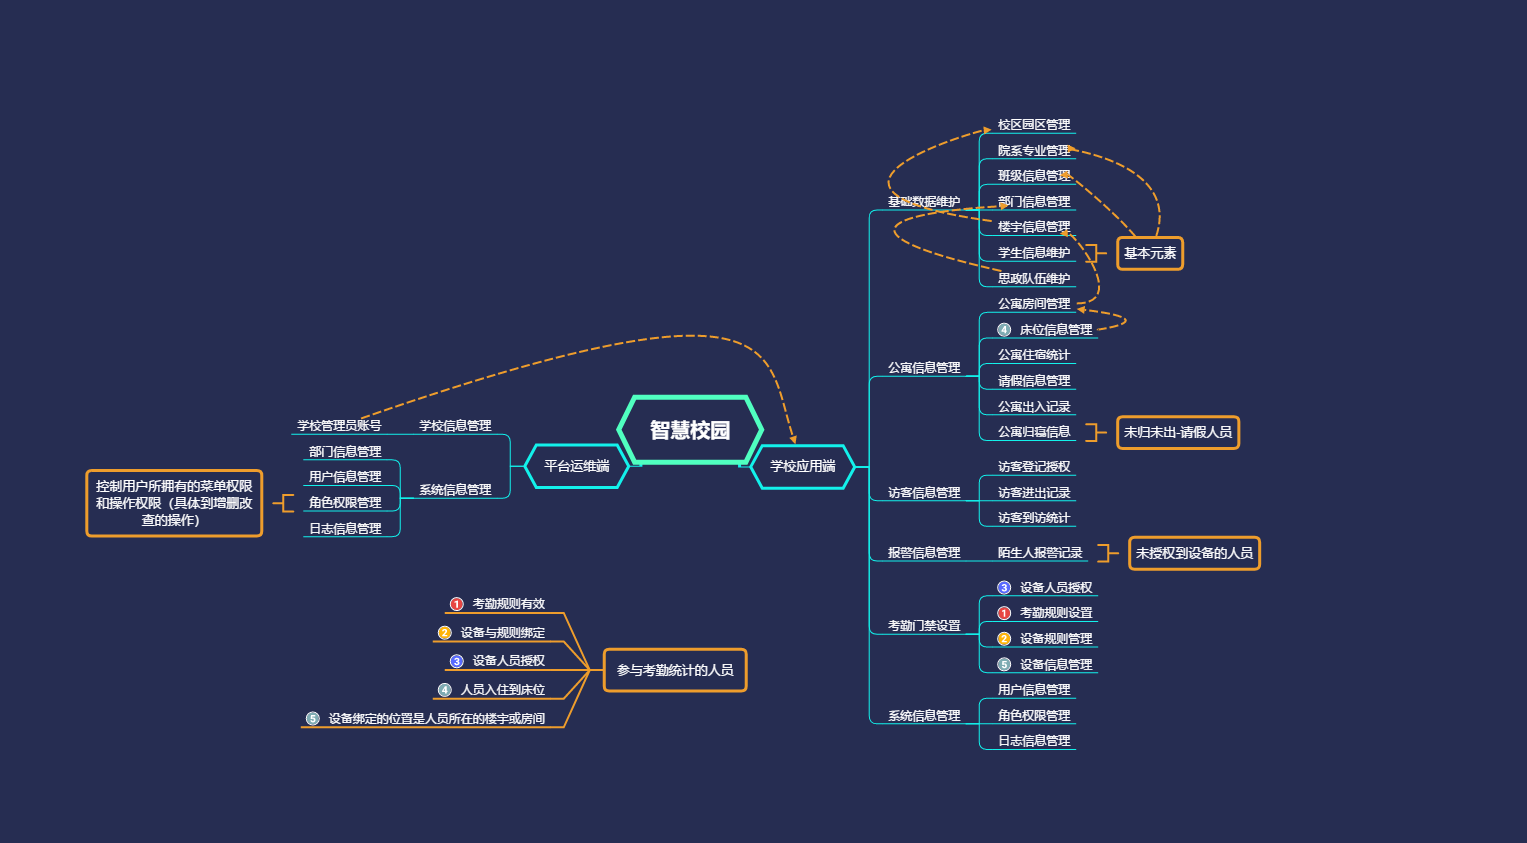 智慧校园
平台运维端
学校信息管理
学校管理员账号
系统信息管理
部门信息管理
用户信息管理
角色权限管理
日志信息管理
控制用户所拥有的菜单权限
和操作权限（具体到增删改
查的操作）
学校应用端
基础数据维护
校区园区管理
院系专业管理
班级信息管理
部门信息管理
楼宇信息管理
学生信息维护
基本元素
思政队伍维护
公寓信息管理
公寓房间管理
4 床位信息管理
公寓住宿统计
请假信息管理
公寓出入记录
公寓归寝信息
未归未出-请假人员
访客信息管理
访客登记授权
访客进出记录
访客到访统计
报警信息管理
陌生人报警记录
未授权到设备的人员
考勤门禁设置
3 设备人员授权
1 考勤规则设置
2 设备规则管理
5 设备信息管理
系统信息管理
用户信息管理
角色权限管理
日志信息管理
参与考勤统计的人员
1 考勤规则有效
2 设备与规则绑定
3 设备人员授权
4 人员入住到床位
5 设备绑定的位置是人员所在的楼宇或房间